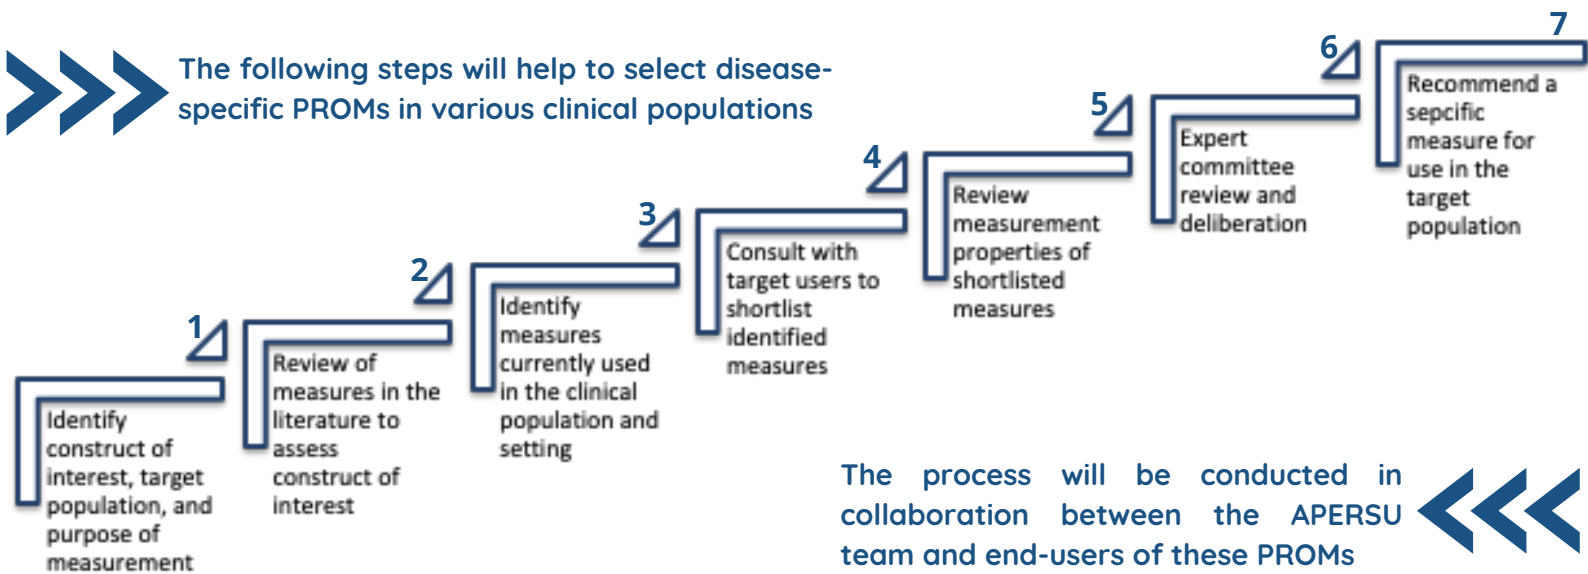 The following steps will help to select disease-
specific PROMs in various clinical populations
1
Identify
construct of
interest, target
population, and
purpose of
measurement
2
Review of
measures in the
literature to
assess
construct of
interest
3
Identify
measures
currently used
in the clinical
population and
setting
4
Consult with
target users to
shortlist
identified
measures
5
Review
measurement
properties of
shortlisted
measures
6
Expert
committee
review and
deliberation
7
Recommend a
sepcific
measure for
use in the
target
population
The process will be conducted in
collaboration between the APERSU
team and end-users of these PROMs